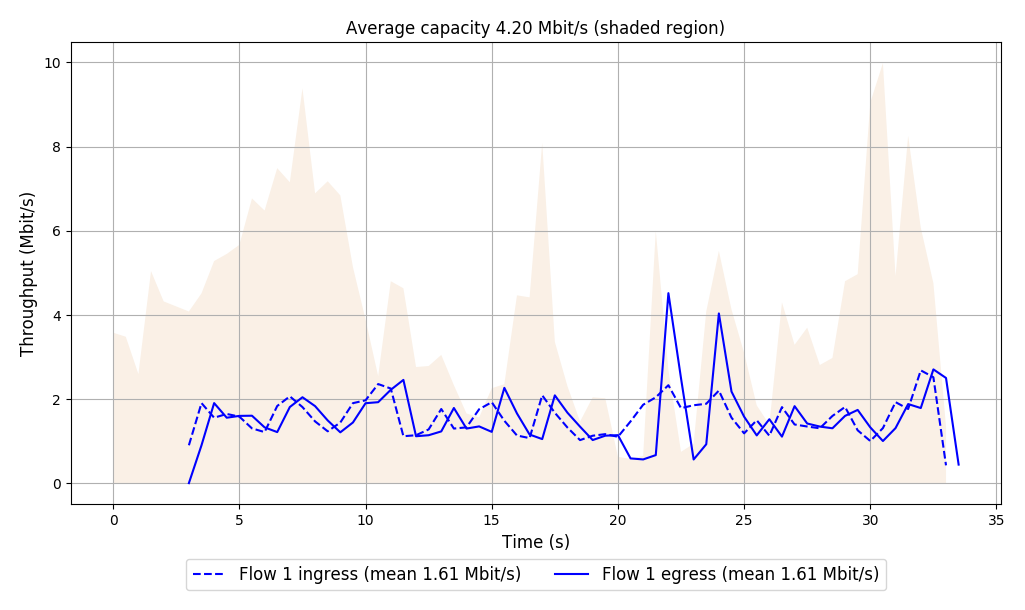 Average capacity 4.20 Mbit/s (shaded region)
10
8
6
4
2
0
Throughput (Mbit/s)
0 5 10 15 20 25 30 35
Time (s)
Flow 1 ingress (mean 1.61 Mbit/s) Flow 1 egress (mean 1.61 Mbit/s)